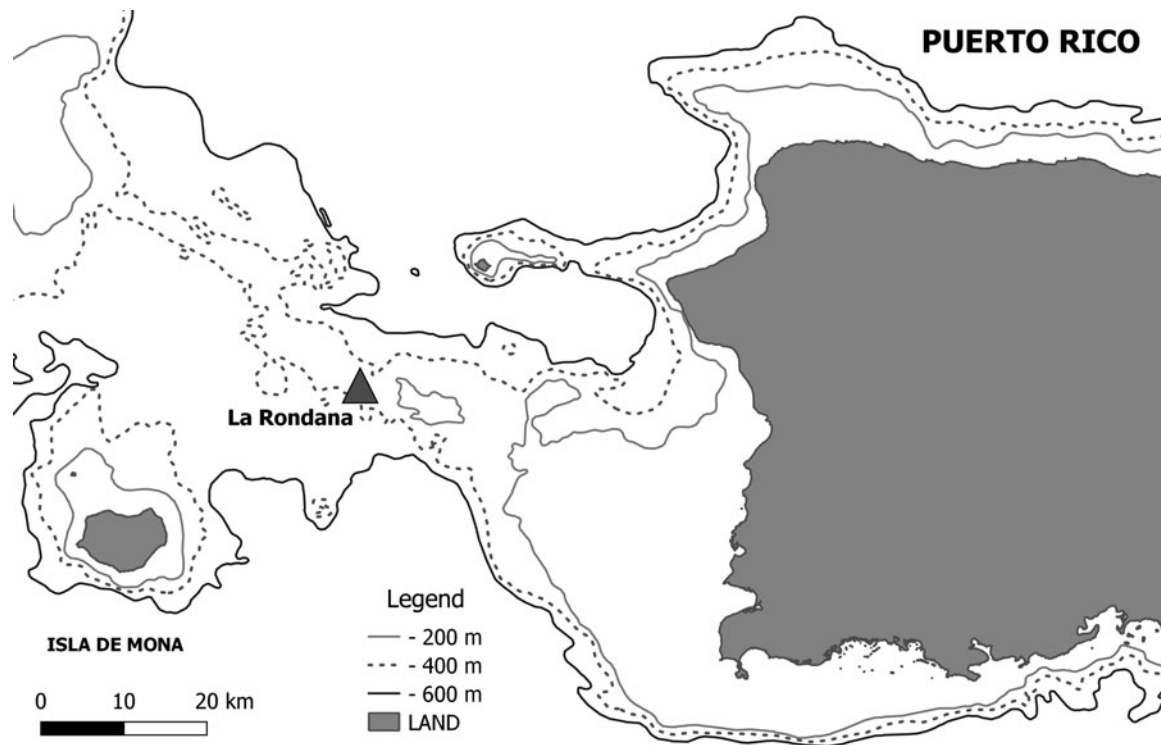 PUERTO RICO
La Rondana
ISLA DE MONA
Legend
- 200 m
- 400 m
- 600 m
LAND
0 10 20 km